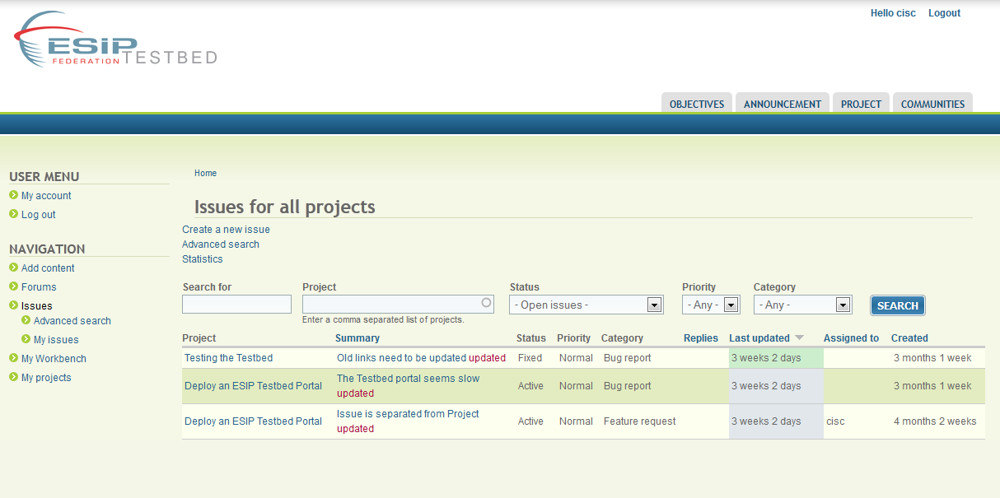 Hello cisc Logout
ESIP
FEDERATION TESTBED
OBJECTIVES ANNOUNCEMENT PROJECT COMMUNITIES
USER MENU
My account
Log out
NAVIGATION
Add content
Forums
Issues
Advanced search
My issues
My Workbench
My projects
Home
Issues for all projects
Create a new issue
Advanced search
Statistics
Search for Project Status Priority Category
- Open issues - - Any - - Any - SEARCH
Enter a comma separated list of projects.
Project Summary Status Priority Category Replies Last updated Assigned to Created
Testing the Testbed Old links need to be updated updated Fixed Normal Bug report 3 weeks 2 days 3 months 1 week
Deploy an ESIP Testbed Portal The Testbed portal seems slow updated Active Normal Bug report 3 weeks 2 days 3 months 1 week
Deploy an ESIP Testbed Portal Issue is separated from Project updated Active Normal Feature request 3 weeks 2 days cisc 4 months 2 weeks